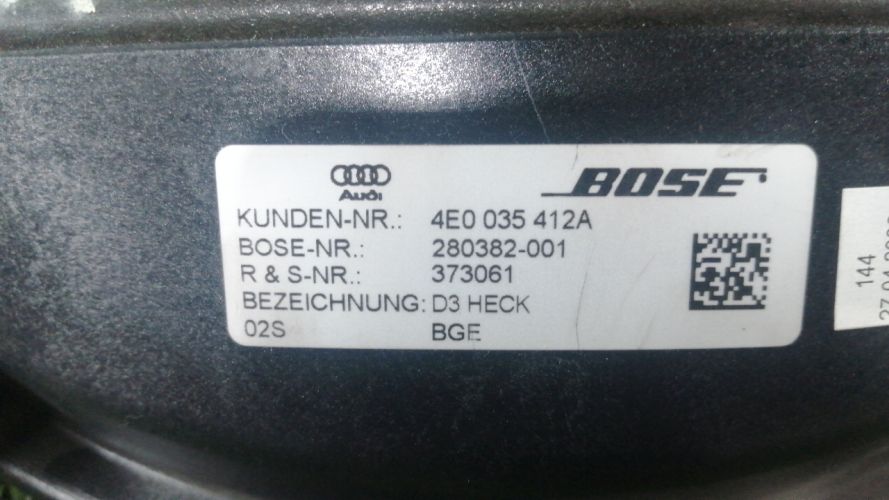 Audi
BOSE
KUNDEN-NR.: 4E0 035 412A
BOSE-NR.: 280382-001
R & S-NR.: 373061
BEZEICHNUNG: D3 HECK
02S BGE
144